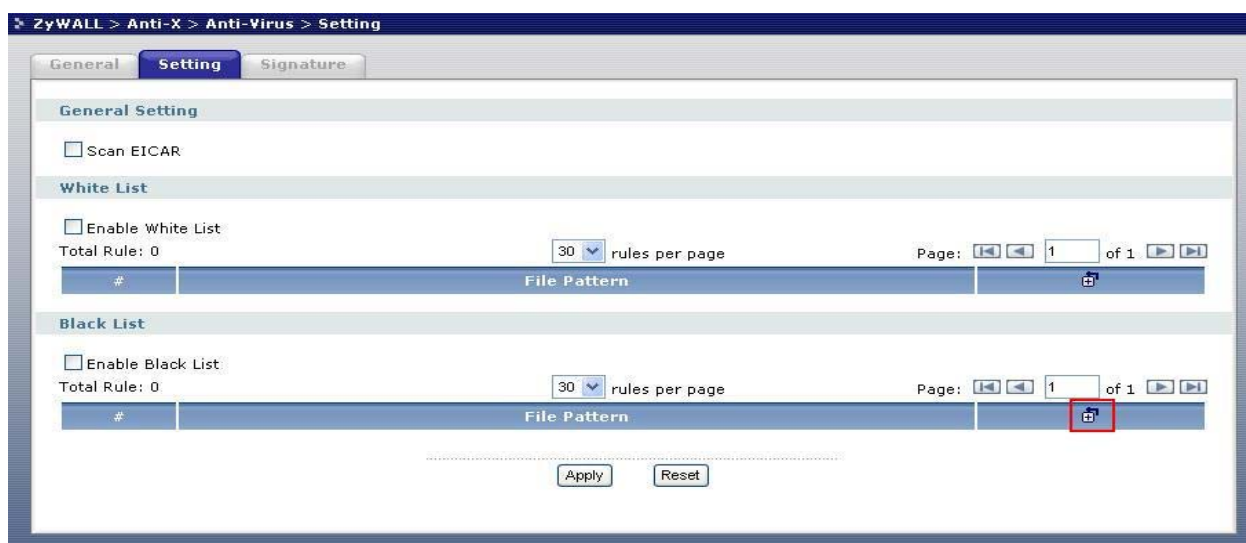 ZyWALL > Anti-X > Anti-Virus > Setting
General Setting Signature
General Setting
Scan EICAR
White List
Enable White List
Total Rule: 0 30 rules per page Page: 1 of 1
# File Pattern
Black List
Enable Black List
Total Rule: 0 30 rules per page Page: 1 of 1
# File Pattern
Apply Reset